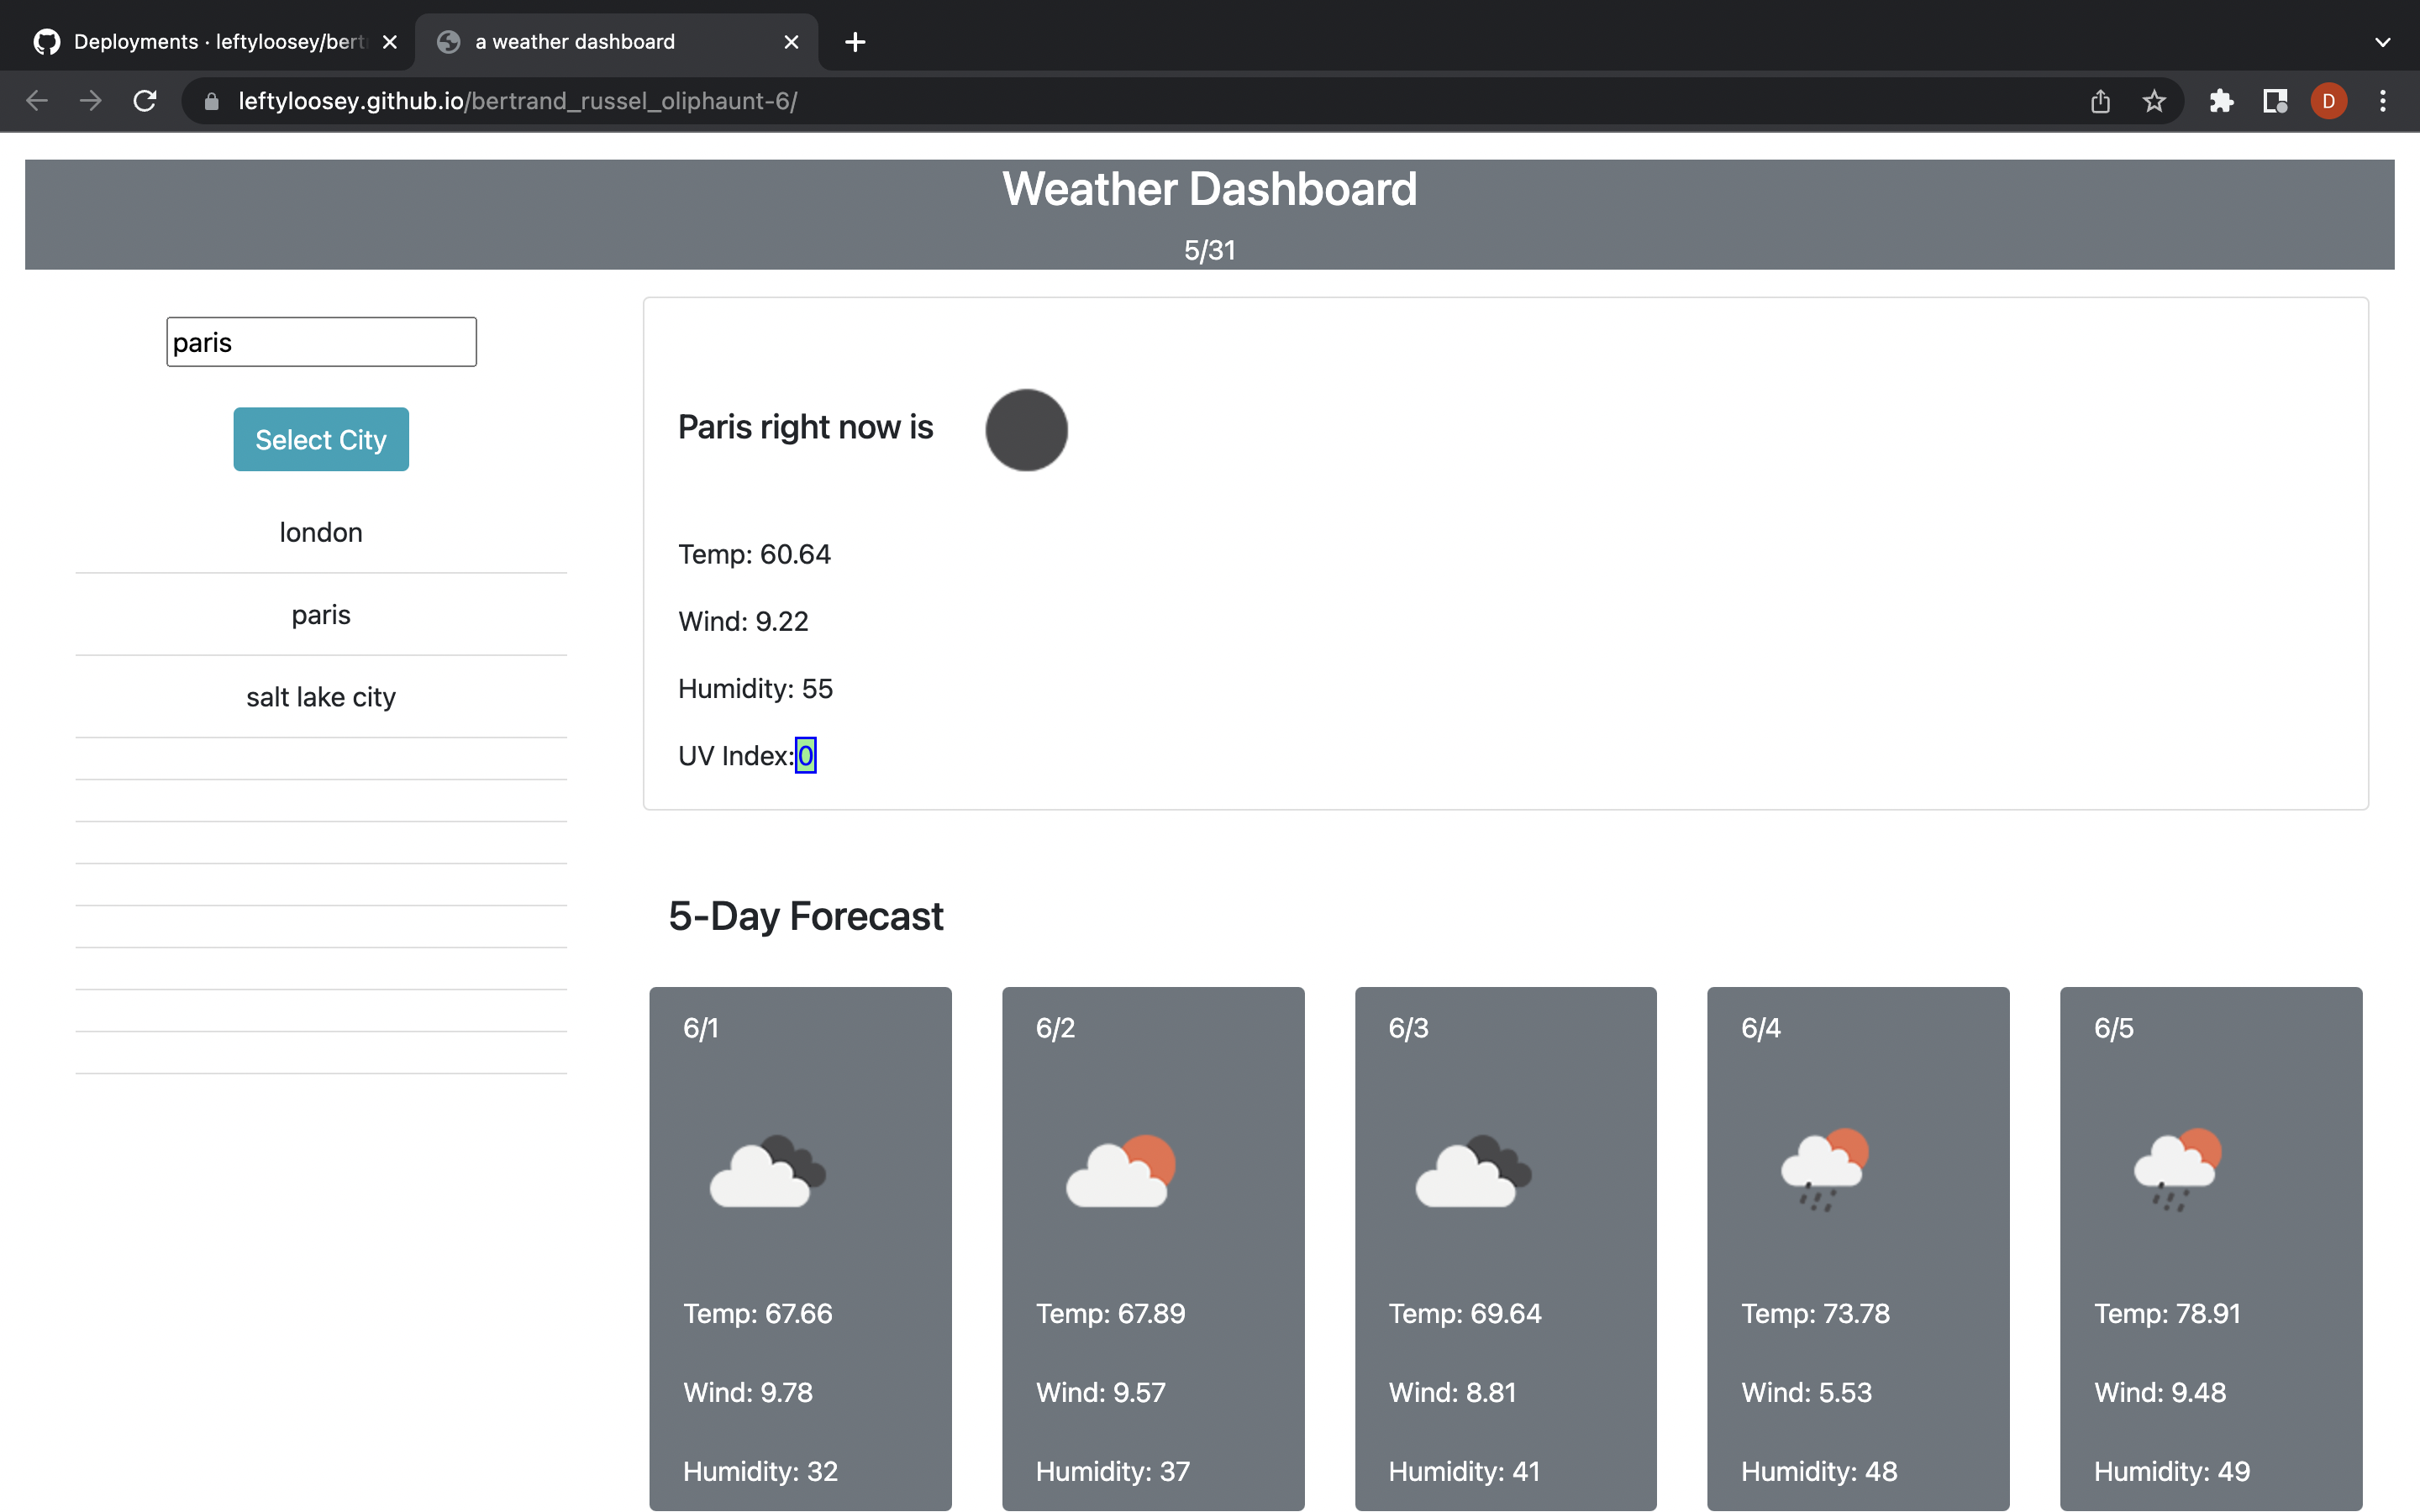 Deployments · leftyloosey/bert
a weather dashboard
leftyloosey.github.io/bertrand_russel_oliphaunt-6/
D
Weather Dashboard
5/31
paris
Select City
london
paris
salt lake city
Paris right now is
Temp: 60.64
Wind: 9.22
Humidity: 55
UV Index:0
5-Day Forecast
6/1
Temp: 67.66
Wind: 9.78
Humidity: 32
6/2
Temp: 67.89
Wind: 9.57
Humidity: 37
6/3
Temp: 69.64
Wind: 8.81
Humidity: 41
6/4
Temp: 73.78
Wind: 5.53
Humidity: 48
6/5
Temp: 78.91
Wind: 9.48
Humidity: 49